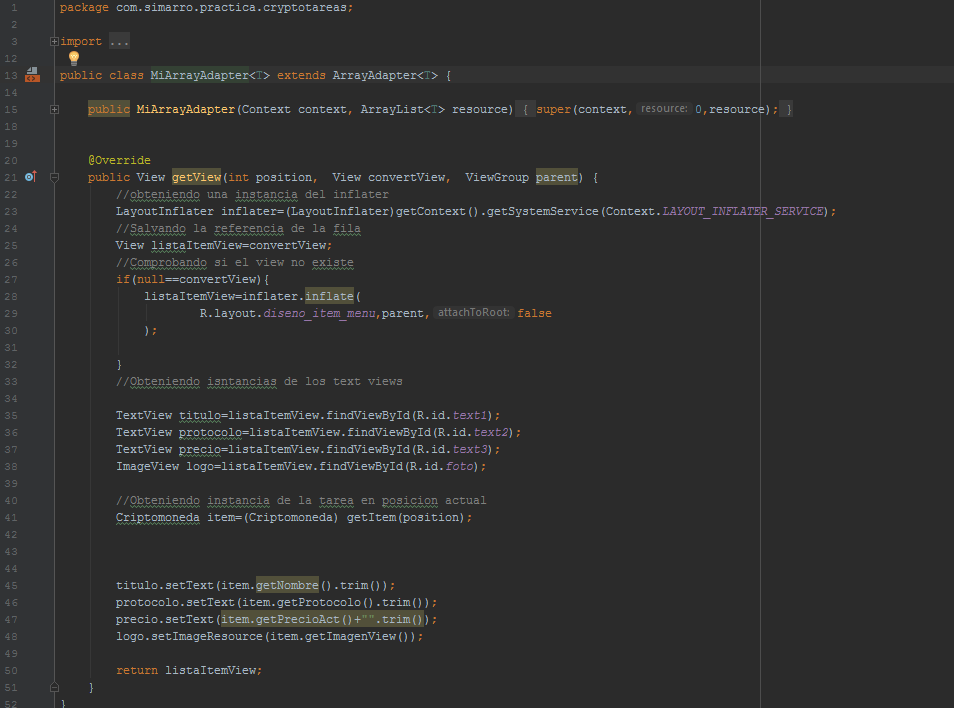 1 package com.simarro.practica.cryptotareas;
2
3 import ...
12
13 public class MiArrayAdapter<T> extends ArrayAdapter<T> {
14
15 public MiArrayAdapter(Context context, ArrayList<T> resource) { super(context, resource: 0,resource); }
18
19
20 @Override
21 public View getView(int position, View convertView, ViewGroup parent) {
22 //obteniendo una instancia del inflater
23 LayoutInflater inflater=(LayoutInflater)getContext().getSystemService(Context.LAYOUT_INFLATER_SERVICE);
24 //Salvando la referencia de la fila
25 View listaItemView=convertView;
26 //Comprobando si el view no existe
27 if(null==convertView){
28 listaItemView=inflater.inflate(
29 R.layout.diseno_item_menu,parent, attachToRoot: false
30 );
31
32 }
33 //Obteniendo isntancias de los text views
34
35 TextView titulo=listaItemView.findViewById(R.id.text1);
36 TextView protocolo=listaItemView.findViewById(R.id.text2);
37 TextView precio=listaItemView.findViewById(R.id.text3);
38 ImageView logo=listaItemView.findViewById(R.id.foto);
39
40 //Obteniendo instancia de la tarea en posicion actual
41 Criptomoneda item=(Criptomoneda) getItem(position);
42
43
44
45 titulo.setText(item.getNombre().trim());
46 protocolo.setText(item.getProtocolo().trim());
47 precio.setText(item.getPrecioAct()+"".trim());
48 logo.setImageResource(item.getImagenView());
49
50 return listaItemView;
51 }
52 }